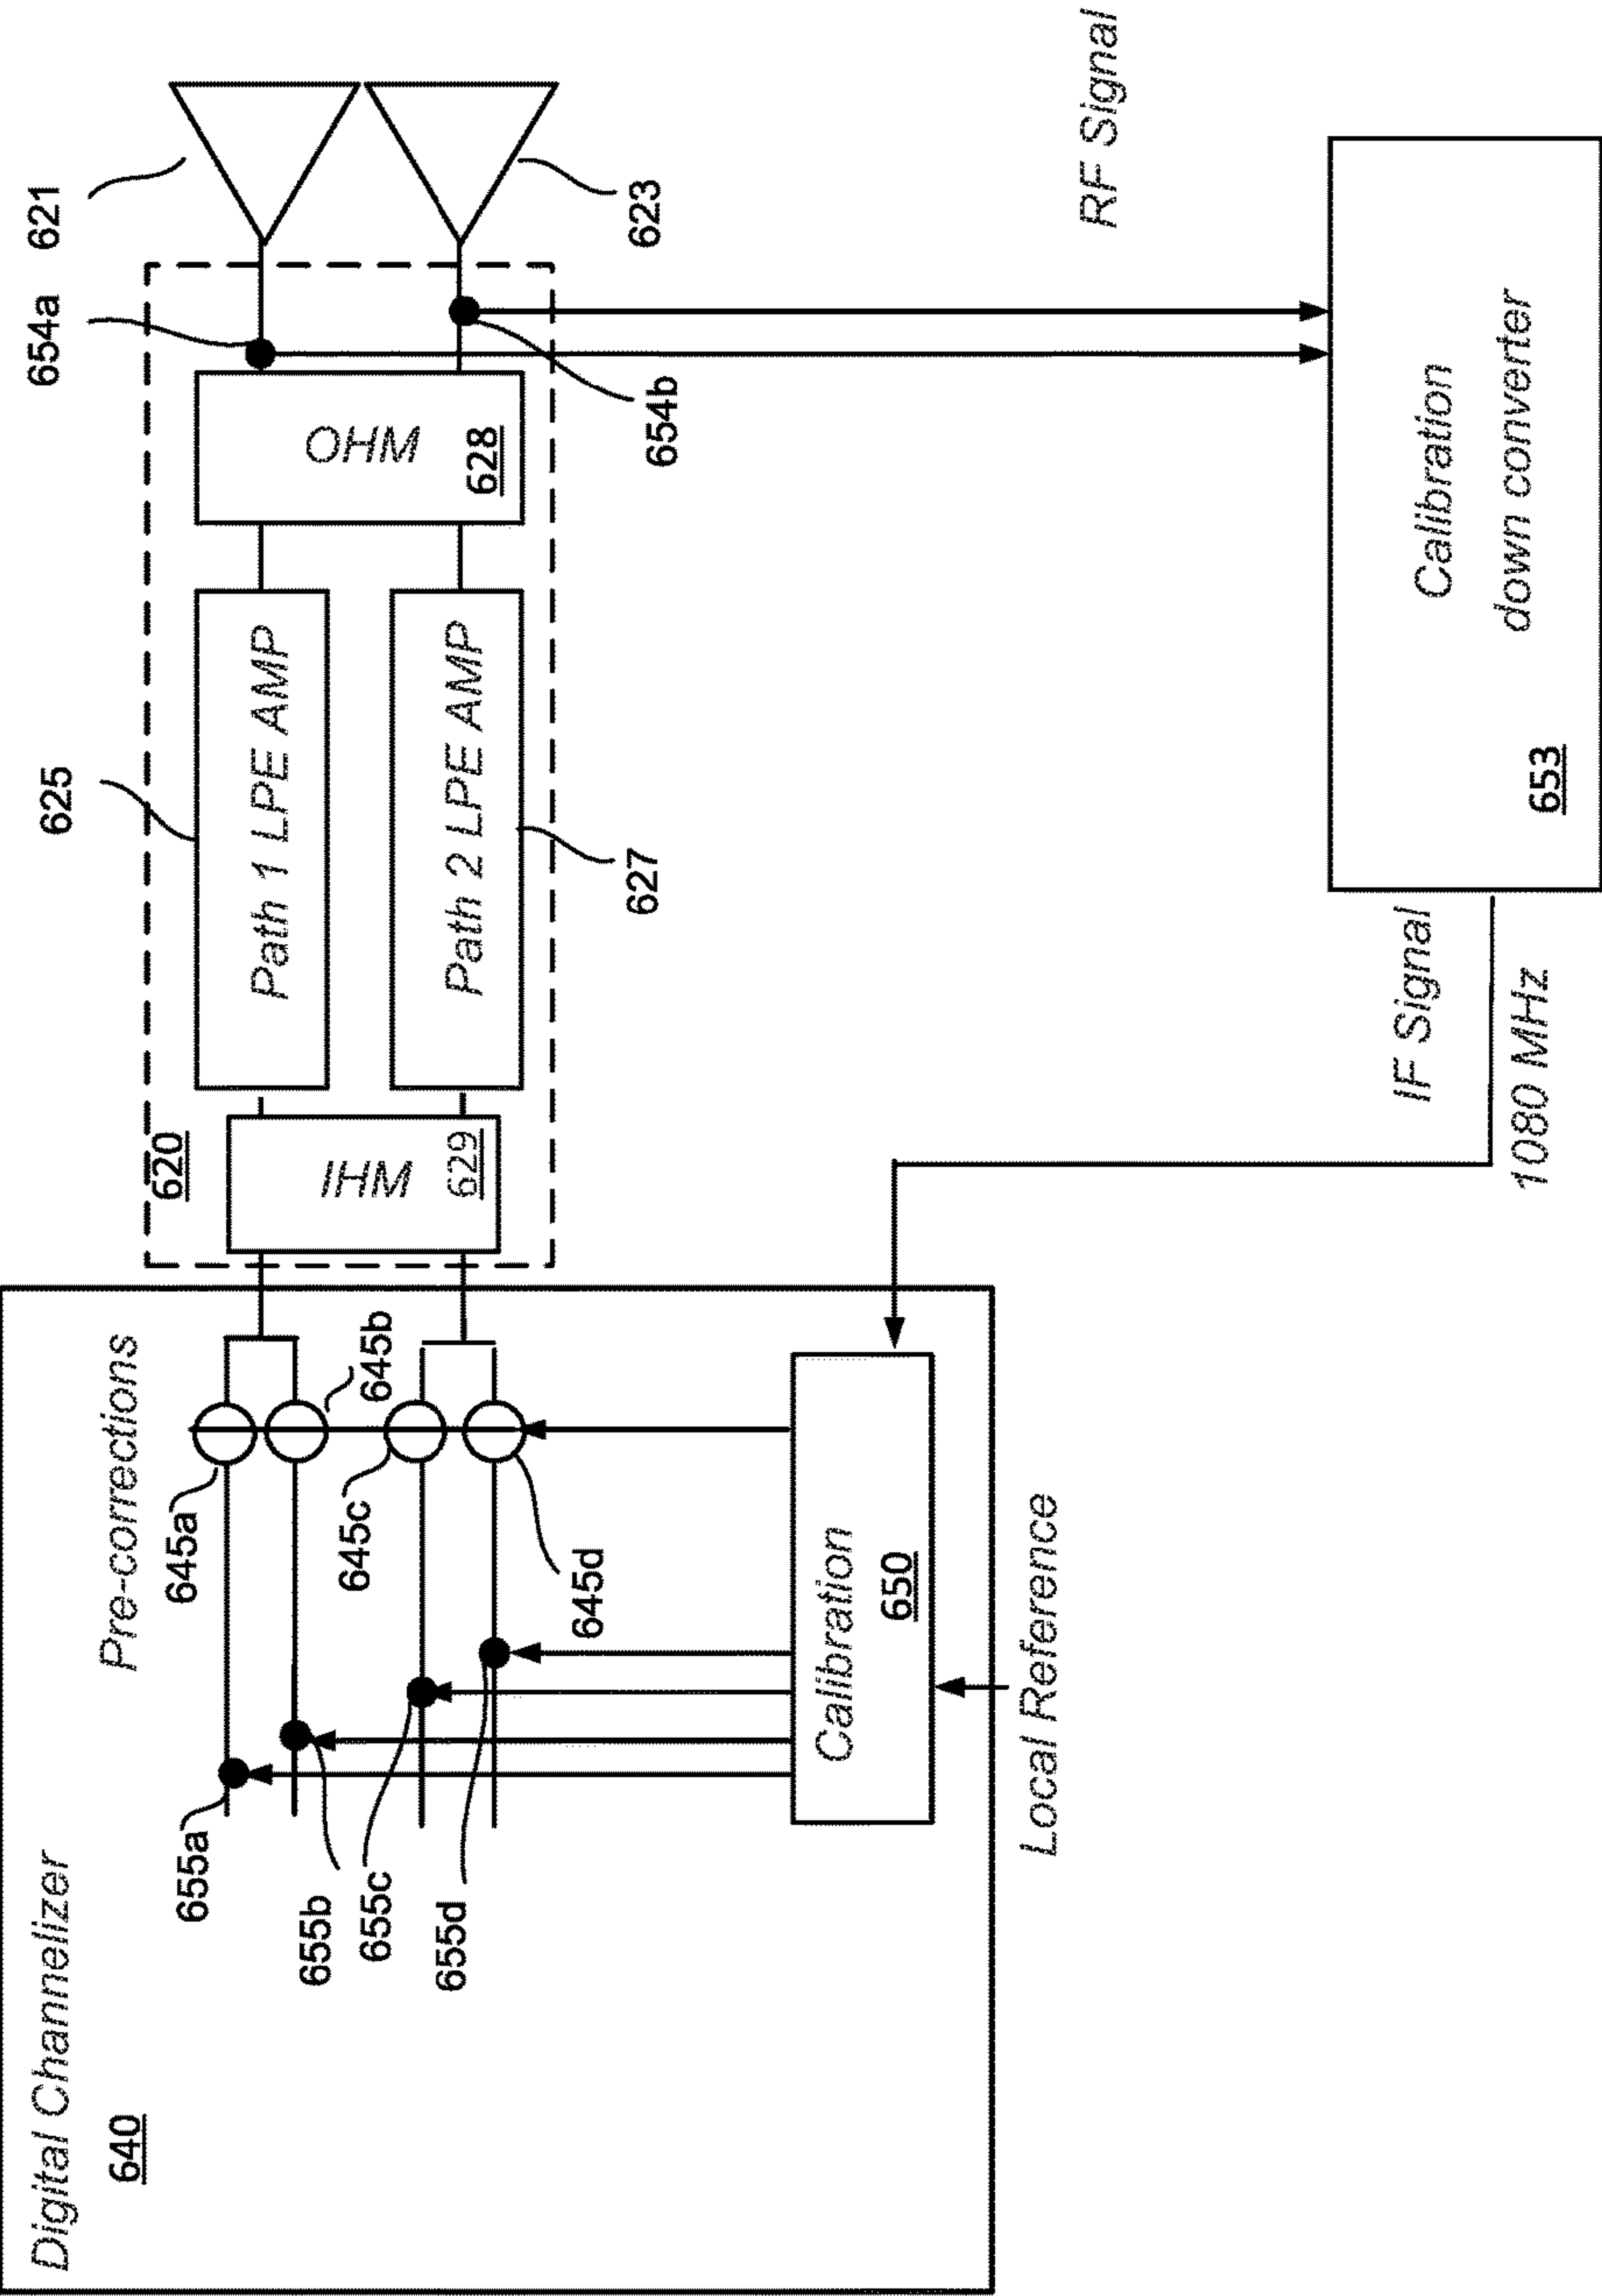 Digital Channelizer
640
Pre-corrections
655a
655b
655c
655d
645a
645b
645c
645d
Calibration
650
Local Reference
620
IHM
629
625
Path 1 LPE AMP
Path 2 LPE AMP
627
OHM
628
654a
654b
621
623
RF Signal
Calibration
down converter
653
IF Signal
1080 MHz